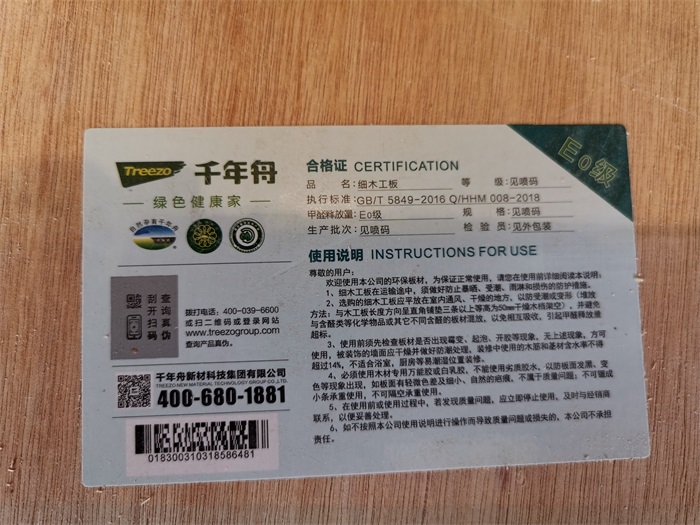 Treezo 千年舟
绿色健康家
E0级
合格证 CERTIFICATION
品 名:细木工板 等 级:见喷码
执行标准:GB/T 5849-2016 Q/HHM 008-2018
甲醛释放量:E0级 规 格:见喷码
生产批次:见喷码 检 验 员:见外包装
刮开扫码
查询真伪
拨打电话:400-039-6600
或扫二维码或登录网站
www.treezogroup.com
查询产品真伪。
千年舟新材科技集团有限公司
TREEZO NEW MATERIAL TECHNOLOGY GROUP CO.,LTD.
400-680-1881
018300310318586481
使用说明 INSTRUCTIONS FOR USE
尊敬的用户:
欢迎使用本公司的环保板材,为保证正常使用,请您在使用前详细阅读本说明:
1、细木工板在运输途中,须做好防止暴晒、受潮、雨淋和损伤的防护措施。
2、选购的细木工板应平放在室内通风、干燥的地方,以防受潮或变形(堆放
方法:与木工板长度方向呈直角铺垫三条以上等高为50mm干燥木档架空),并避免
与含醛类化学物品或其它不同含醛的板材混放,以免相互吸收,引起甲醛释放量
超标。
3、使用前须先检查板材是否出现霉变、起泡、开胶等现象,无上述现象,方可
使用,被装饰的墙面应干燥并做好防潮处理。装修中使用的木筋和基材含水率不得
超过14%,不适合浴室、厨房等易潮湿位置装修。
4、必须使用木材专用万能胶或白乳胶,不能使用劣质胶水,以防板面发黑、变
色等现象出现,如板面有轻微色差及细小、自然的疤痕,不属于质量问题;不可锯成
小条承重使用,不可隔空承重使用。
5、在使用前或使用过程中,若发现质量问题,应立即停止使用,及时与经销商
联系,以便妥善处理。
6、如不按照本公司使用说明进行操作而导致质量问题或损失的,本公司不承担
责任。